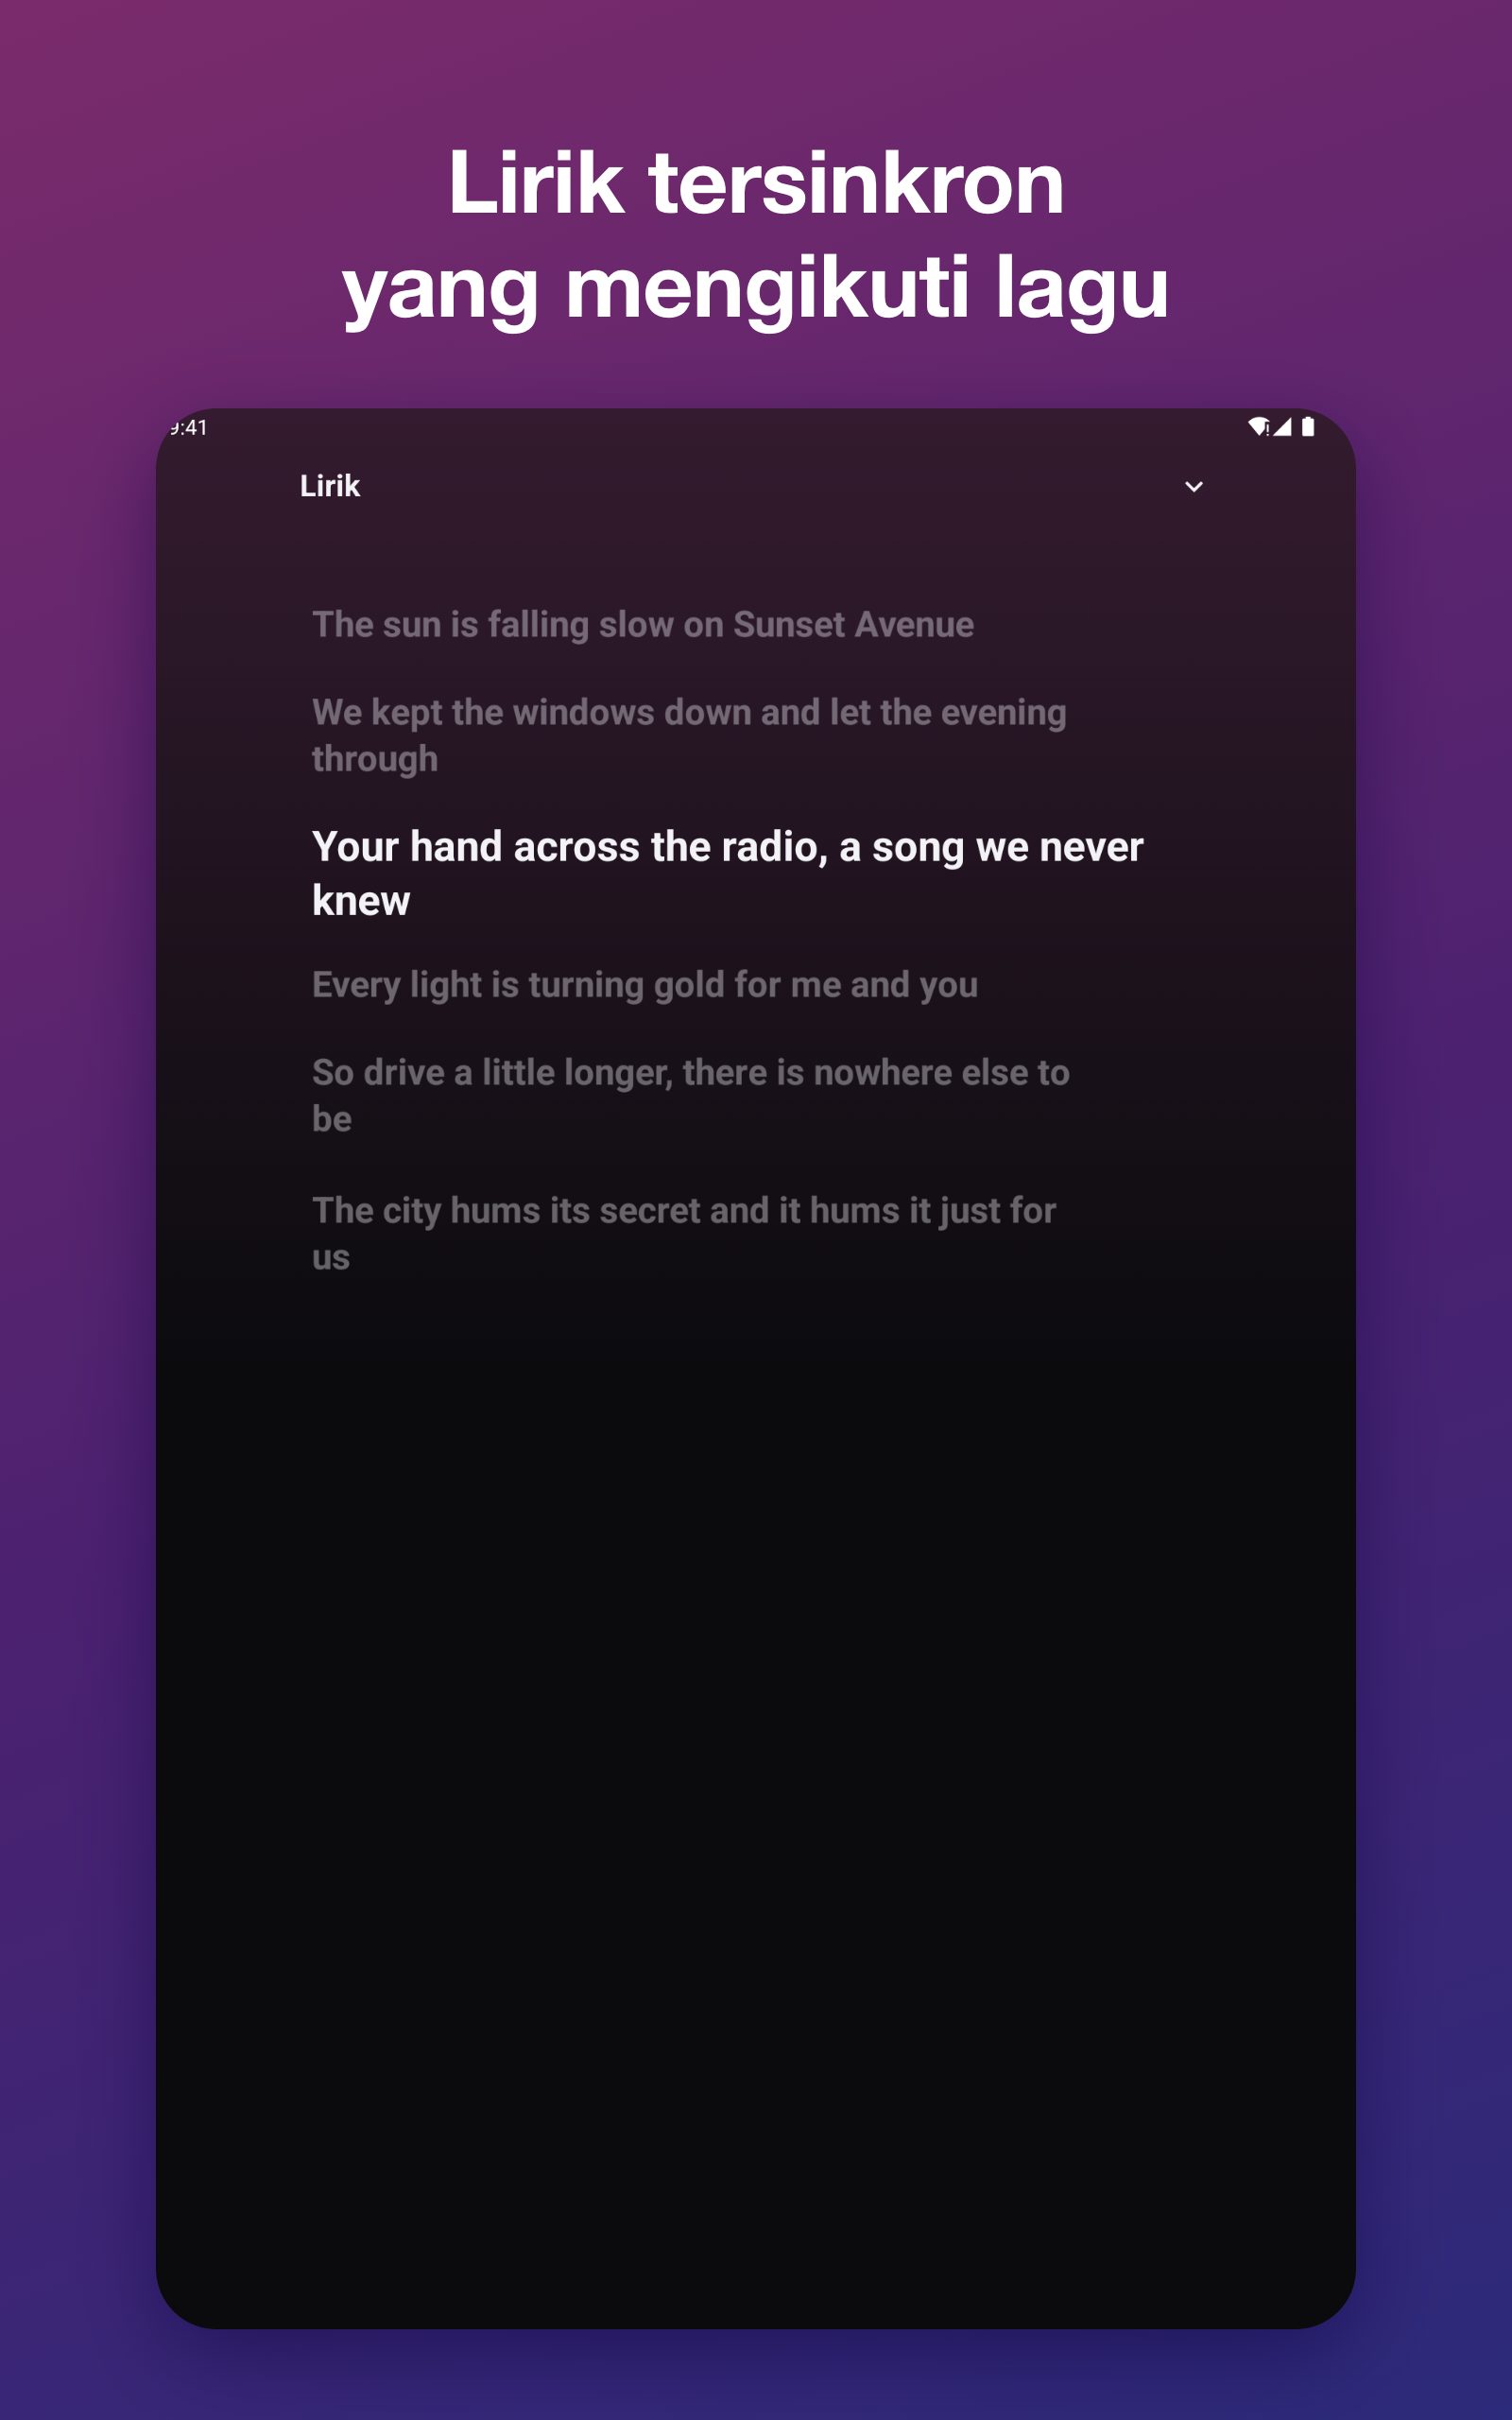 Lirik tersinkron
yang mengikuti lagu
9:41
Lirik
The sun is falling slow on Sunset Avenue
We kept the windows down and let the evening
through
Your hand across the radio, a song we never
knew
Every light is turning gold for me and you
So drive a little longer, there is nowhere else to
be
The city hums its secret and it hums it just for
us